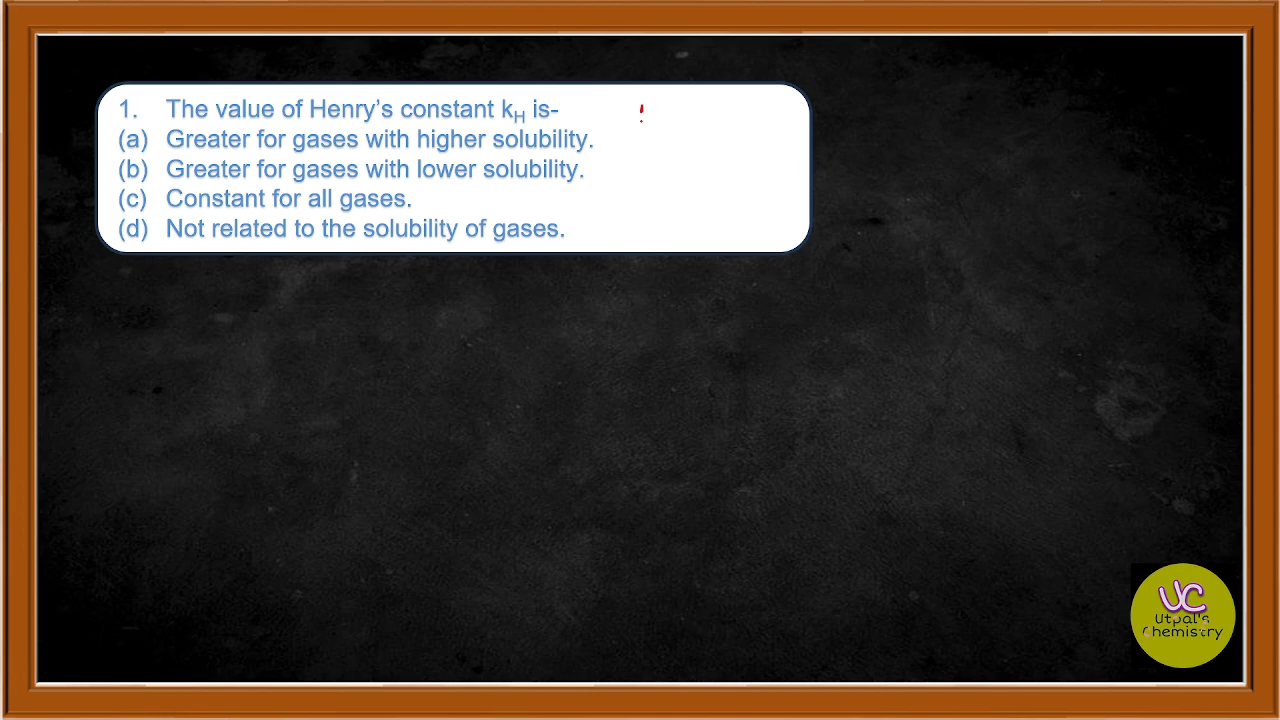 1. The value of Henry’s constant kH is- !
(a) Greater for gases with higher solubility.
(b) Greater for gases with lower solubility.
(c) Constant for all gases.
(d) Not related to the solubility of gases.
UC
Utpal's
Chemistry